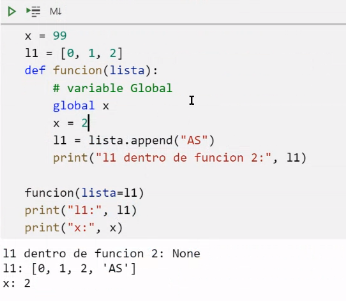 M↓
x = 99
l1 = [0, 1, 2]
def funcion(lista):
    # variable Global
    global x
    x = 2
    l1 = lista.append("AS")
    print("l1 dentro de funcion 2:", l1)

funcion(lista=l1)
print("l1:", l1)
print("x:", x)
l1 dentro de funcion 2: None
l1: [0, 1, 2, 'AS']
x: 2